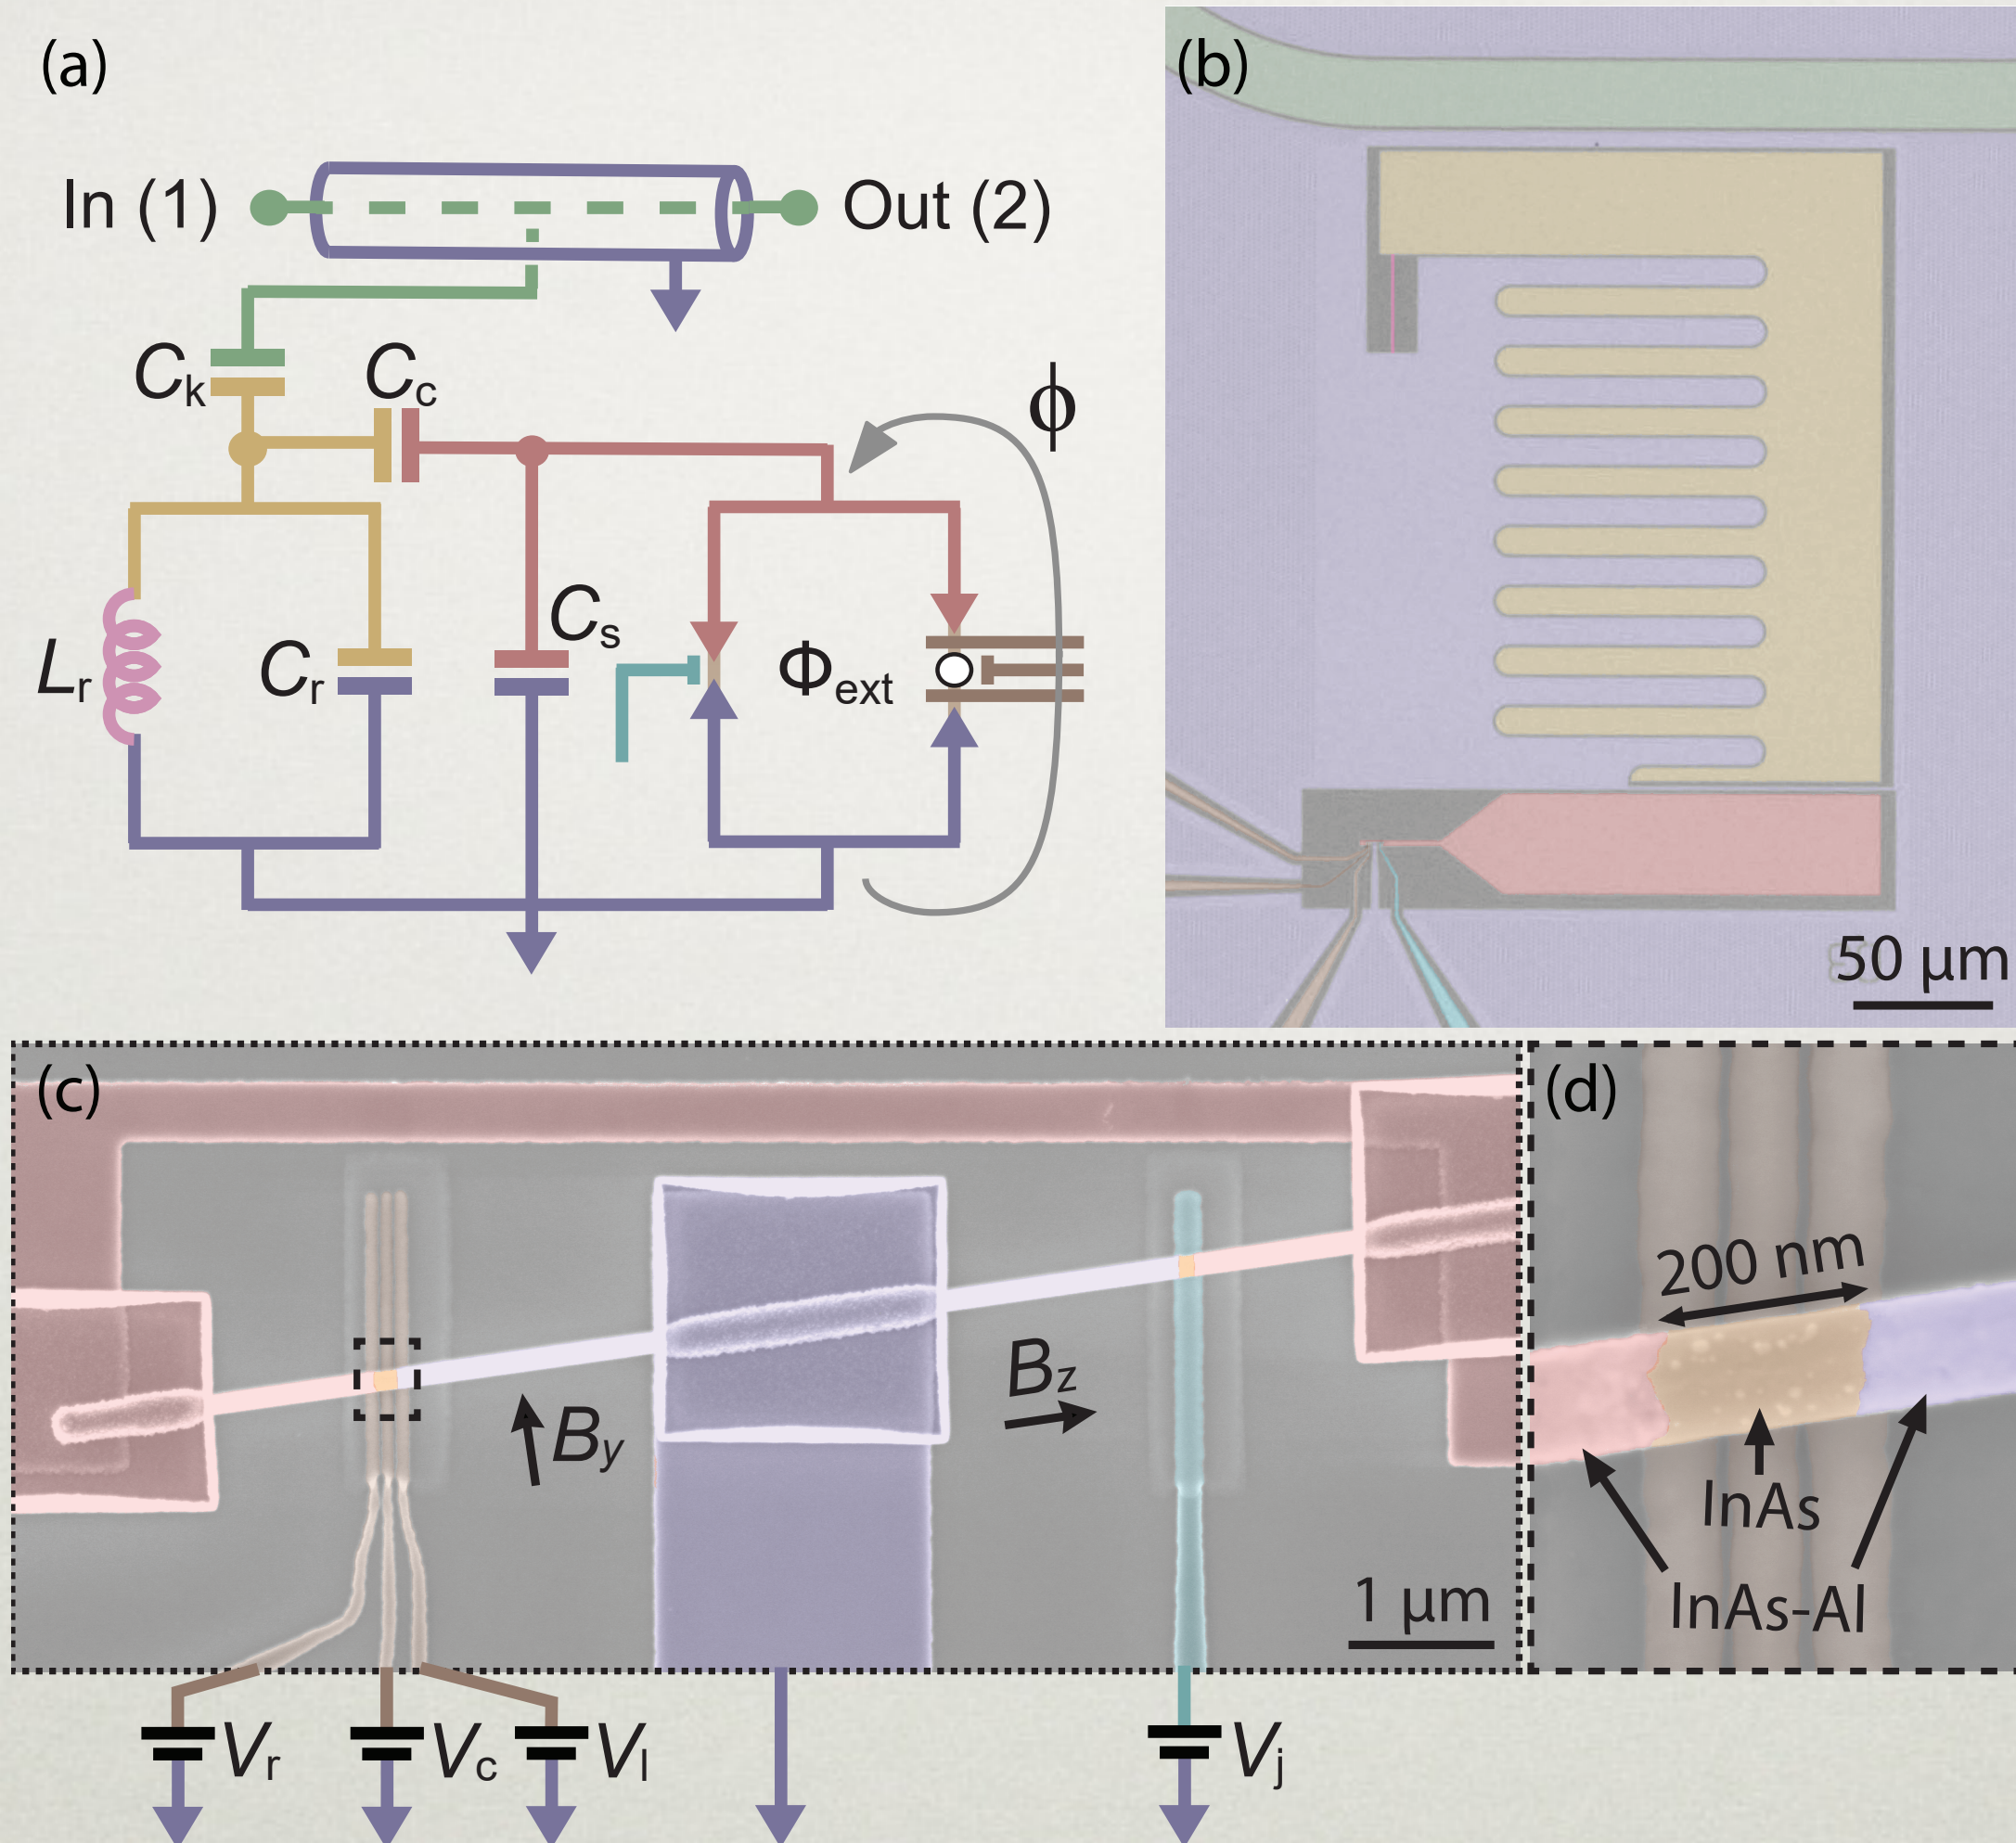 (a)
In (1)
Out (2)
Ck
Cc
ϕ
Lr
Cr
Cs
Φext
(b)
50 μm
(c)
By
Bz
1 μm
(d)
200 nm
InAs
InAs-Al
Vr
Vc
Vl
Vj